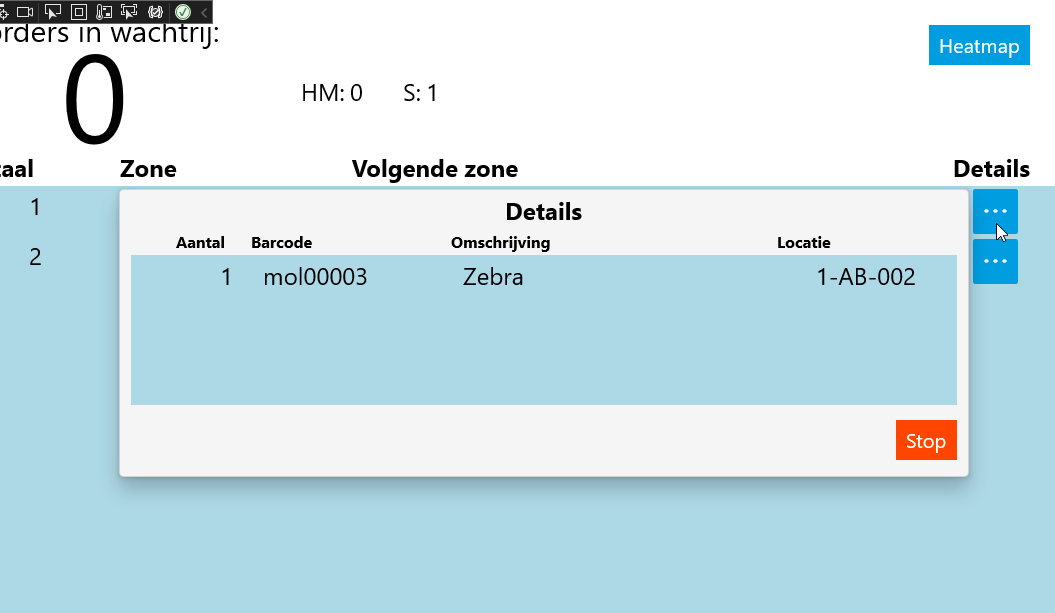 orders in wachtrij:
Heatmap
0
HM: 0 S: 1
taal Zone Volgende zone Details
1 ...
2 ...
Details
Aantal Barcode Omschrijving Locatie
1 mol00003 Zebra 1-AB-002
Stop